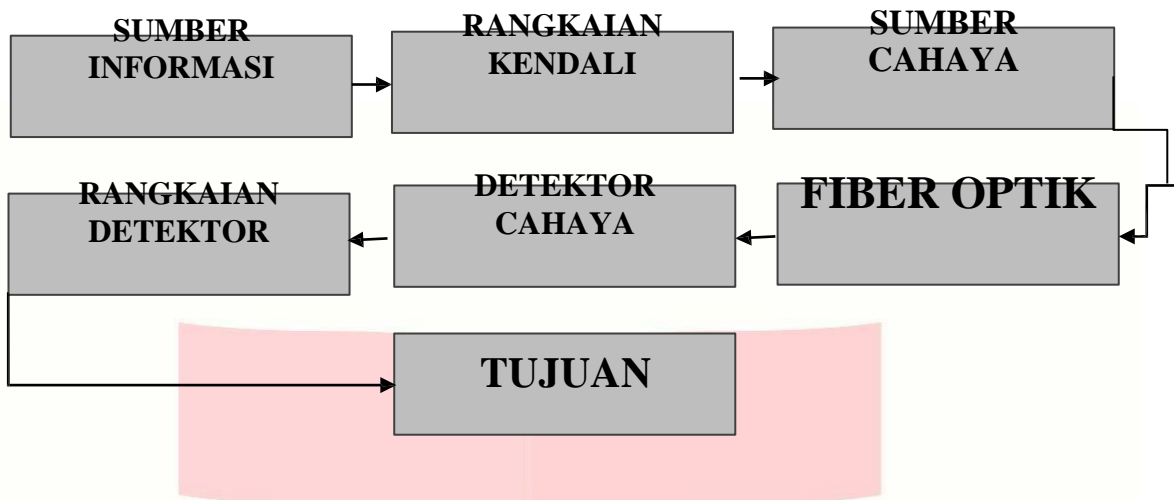 SUMBER
INFORMASI
RANGKAIAN
KENDALI
SUMBER
CAHAYA
RANGKAIAN
DETEKTOR
DETEKTOR
CAHAYA
FIBER OPTIK
TUJUAN